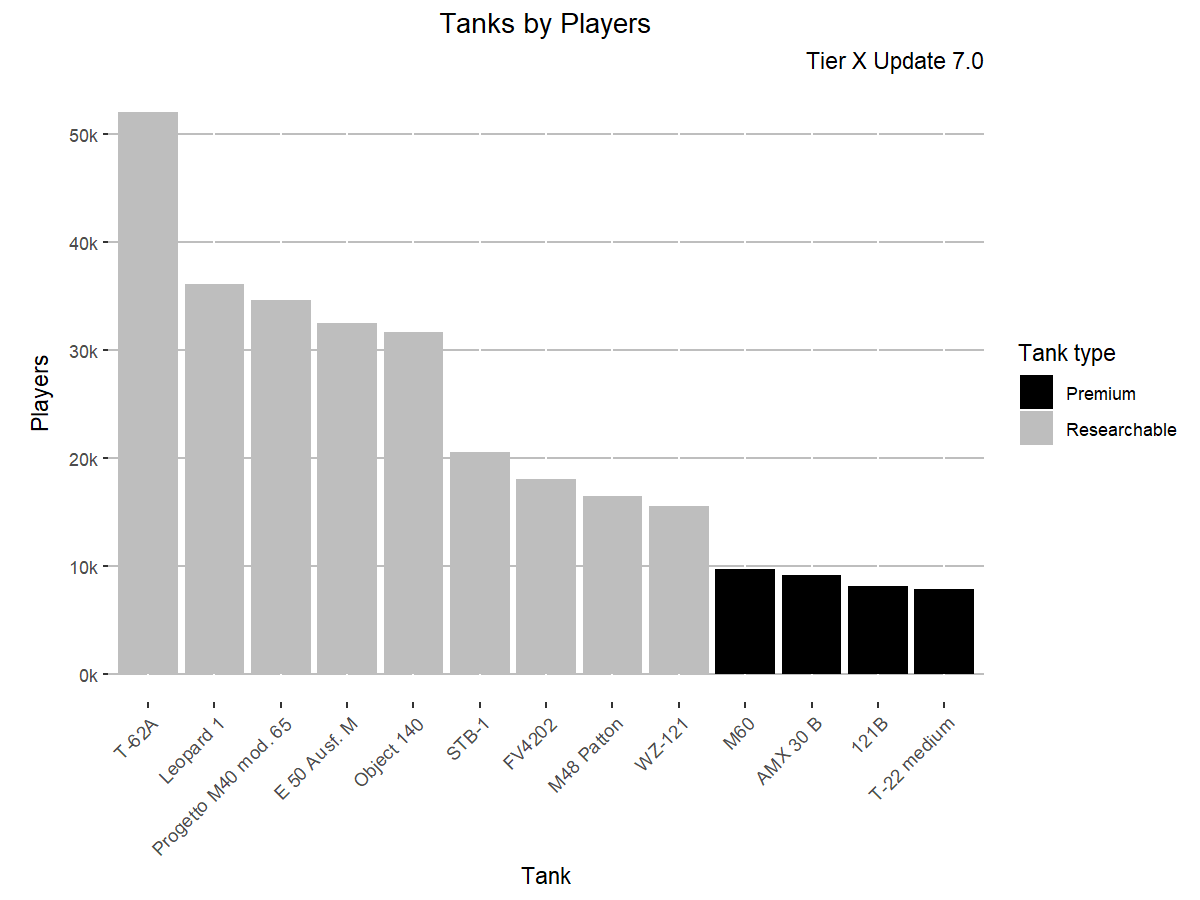 Tanks by Players
Tier X Update 7.0
Players
50k
40k
30k
20k
10k
0k
T-62A
Leopard 1
Progetto M40 mod. 65
E 50 Ausf. M
Object 140
STB-1
FV4202
M48 Patton
WZ-121
M60
AMX 30 B
121B
T-22 medium
Tank
Tank type
Premium
Researchable